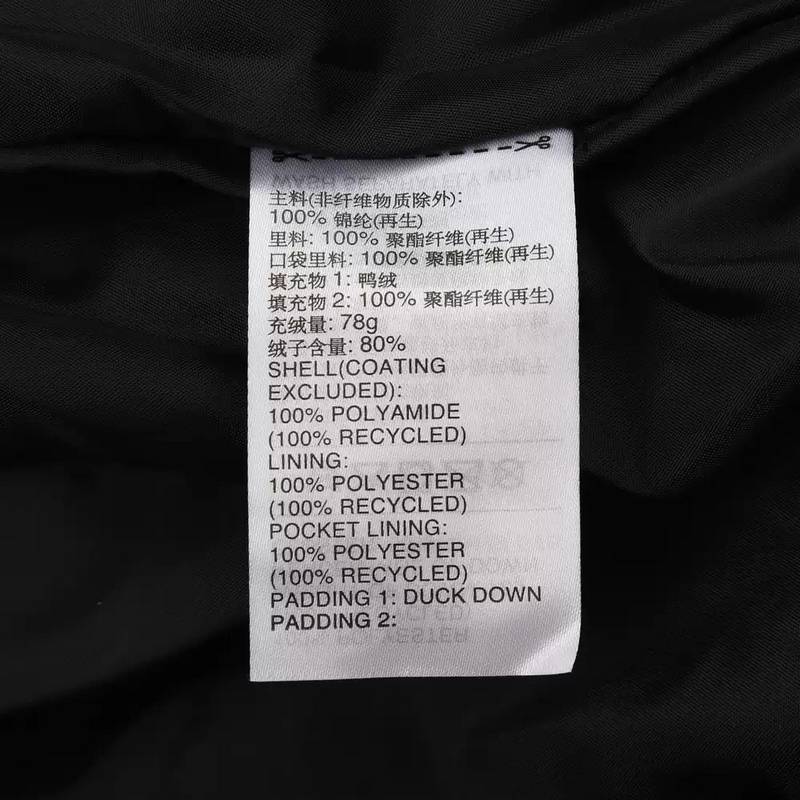 主料(非纤维物质除外):
100% 锦纶(再生)
里料: 100% 聚酯纤维(再生)
口袋里料: 100% 聚酯纤维(再生)
填充物 1: 鸭绒
填充物 2: 100% 聚酯纤维(再生)
充绒量: 78g
绒子含量: 80%
SHELL(COATING
EXCLUDED):
100% POLYAMIDE
(100% RECYCLED)
LINING:
100% POLYESTER
(100% RECYCLED)
POCKET LINING:
100% POLYESTER
(100% RECYCLED)
PADDING 1: DUCK DOWN
PADDING 2: